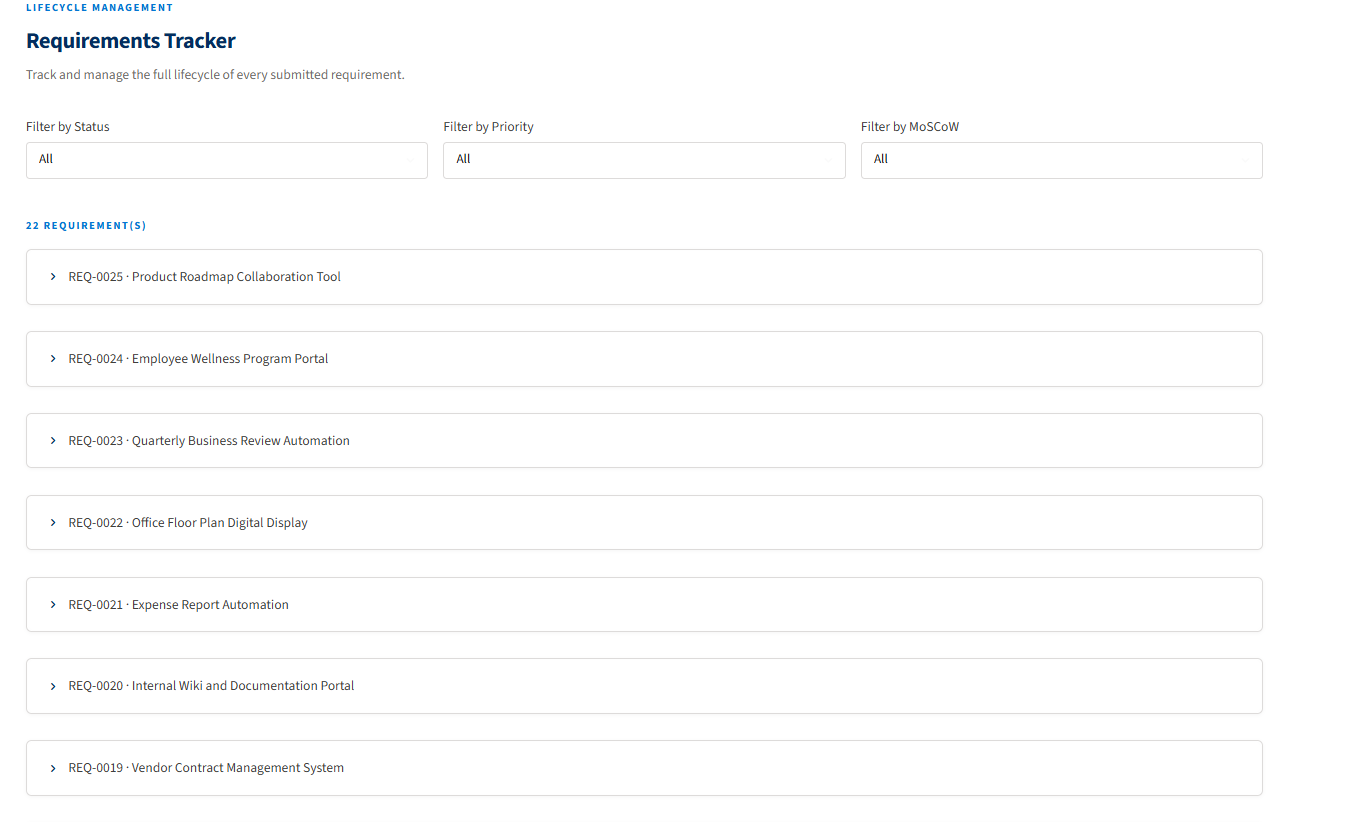 LIFECYCLE MANAGEMENT
Requirements Tracker
Track and manage the full lifecycle of every submitted requirement.
Filter by Status
Filter by Priority
Filter by MoSCoW
All
All
All
22 REQUIREMENT(S)
REQ-0025 · Product Roadmap Collaboration Tool
REQ-0024 · Employee Wellness Program Portal
REQ-0023 · Quarterly Business Review Automation
REQ-0022 · Office Floor Plan Digital Display
REQ-0021 · Expense Report Automation
REQ-0020 · Internal Wiki and Documentation Portal
REQ-0019 · Vendor Contract Management System